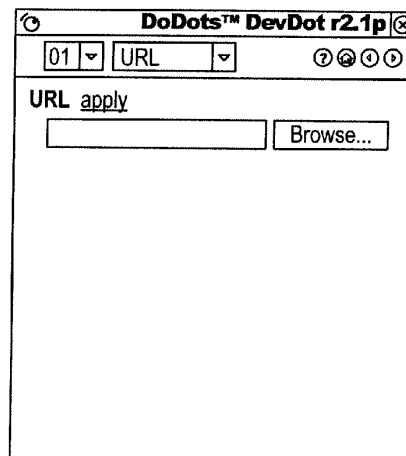 DoDots™ DevDot r2.1p
01 URL ?
URL apply
Browse...